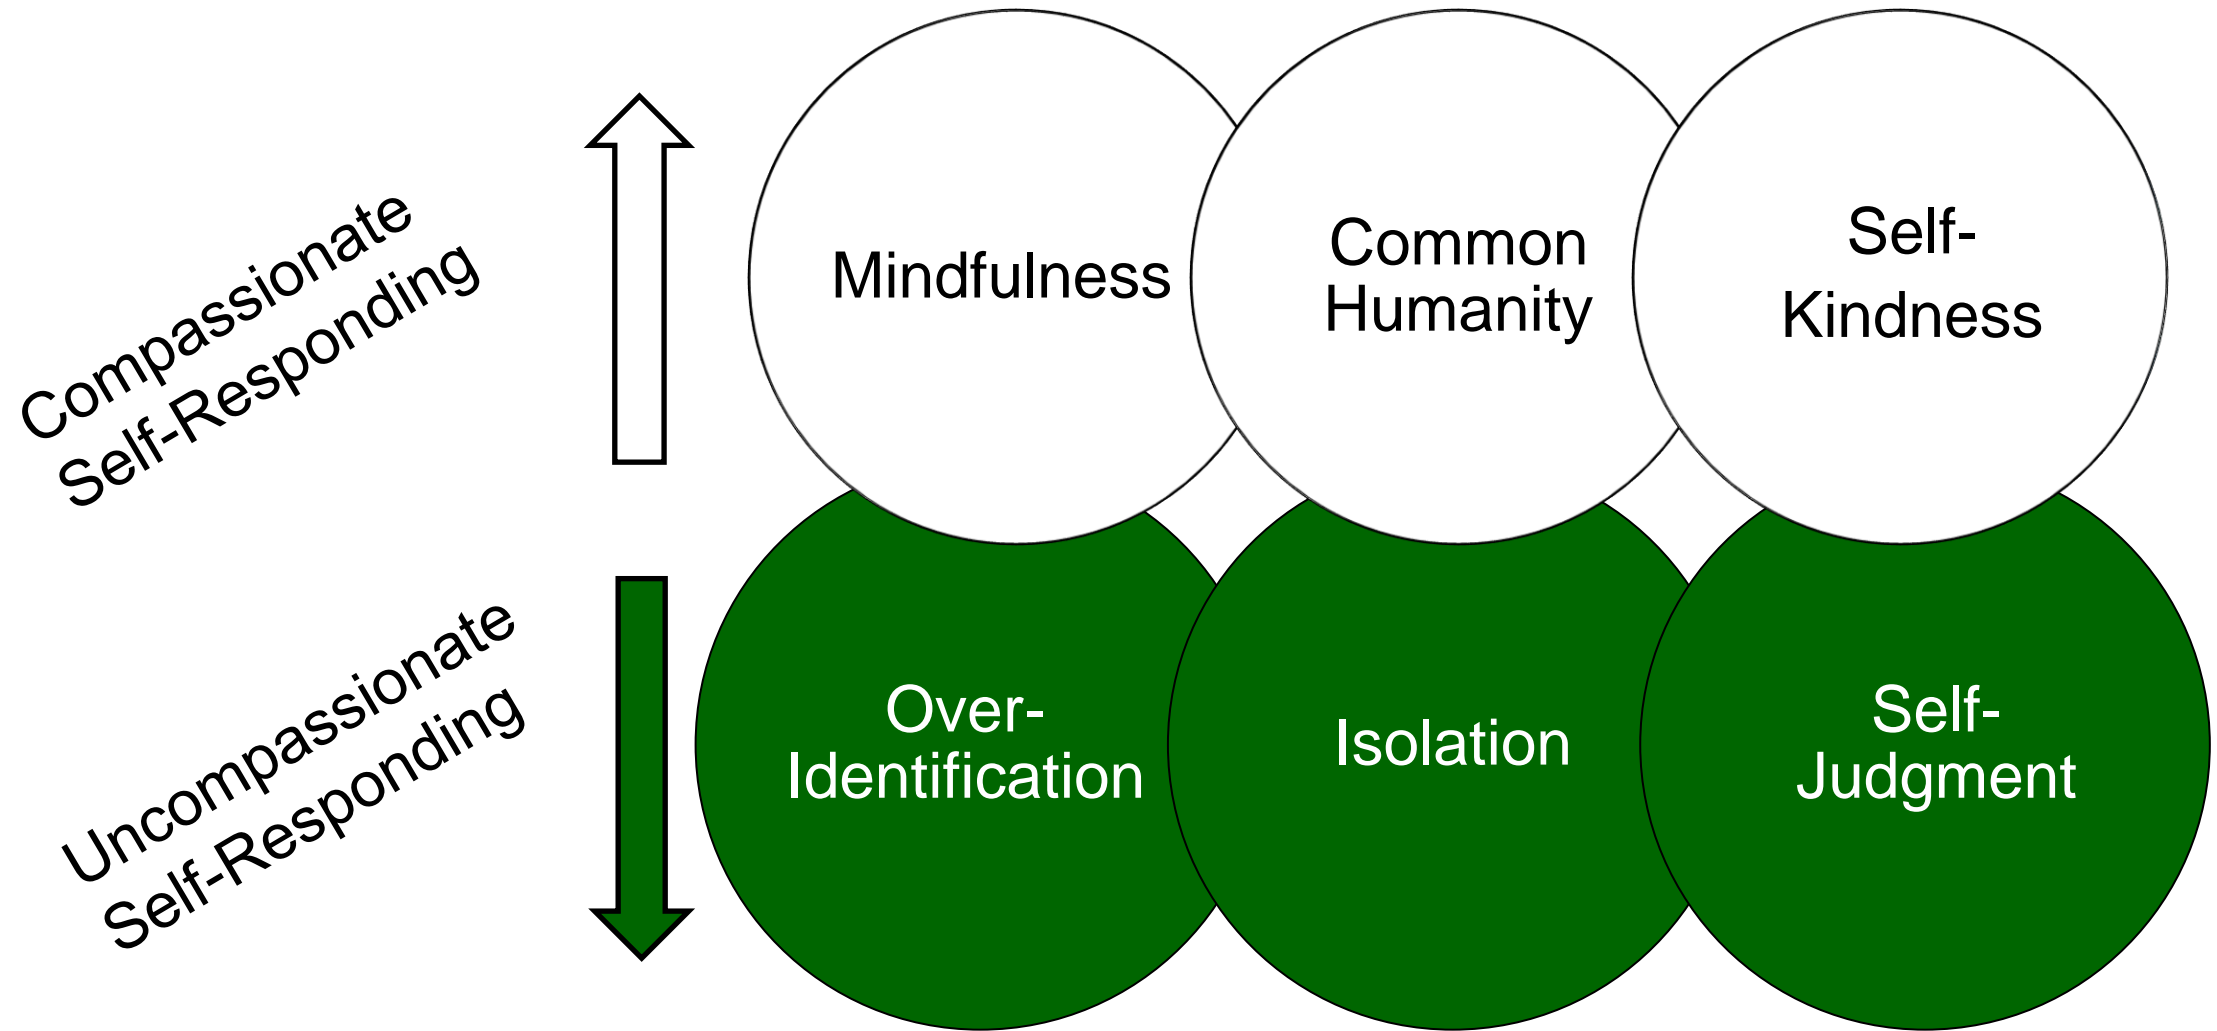 Compassionate
Self-Responding
Mindfulness
Common
Humanity
Self-
Kindness
Uncompassionate
Self-Responding
Over-
Identification
Isolation
Self-
Judgment